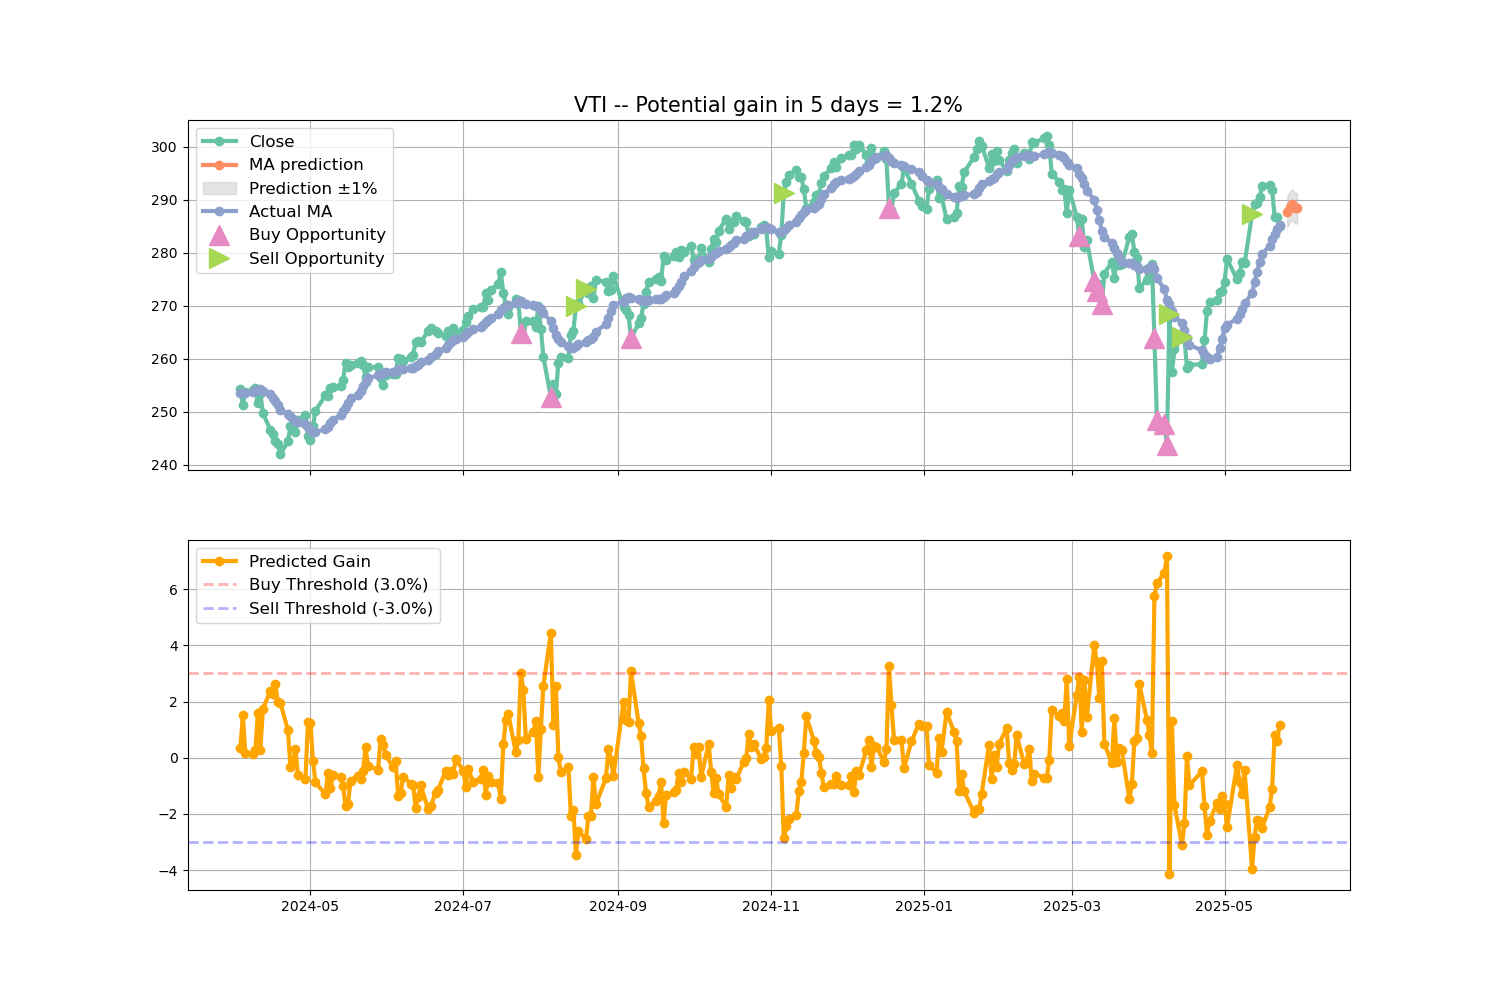 VTI -- Potential gain in 5 days = 1.2%
Close
MA prediction
Prediction ±1%
Actual MA
Buy Opportunity
Sell Opportunity
300
290
280
270
260
250
240
Predicted Gain
Buy Threshold (3.0%)
Sell Threshold (-3.0%)
6
4
2
0
−2
−4
2024-05 2024-07 2024-09 2024-11 2025-01 2025-03 2025-05